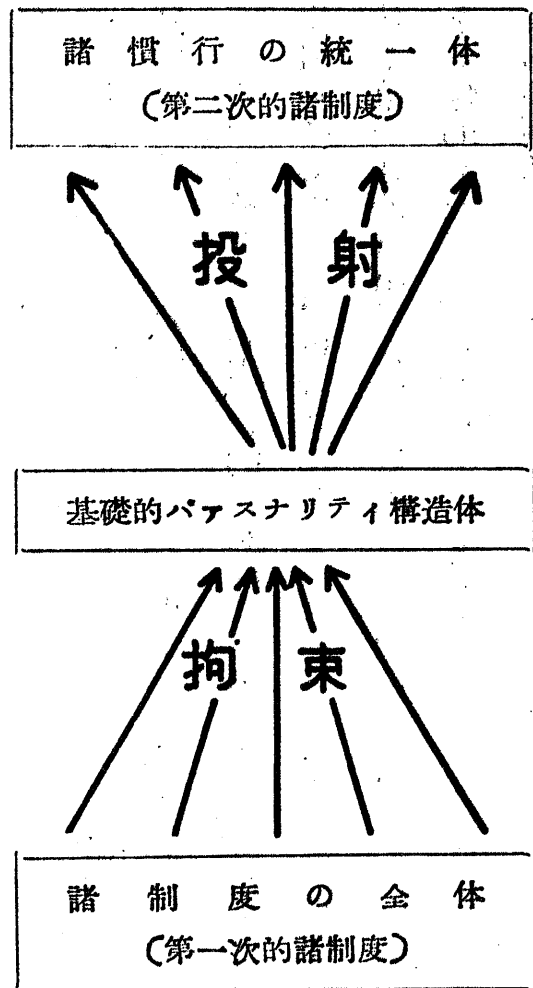 諸慣行の統一体
(第二次的諸制度)
投射
基礎的パァスナリティ構造体
拘束
諸制度の全体
(第一次的諸制度)